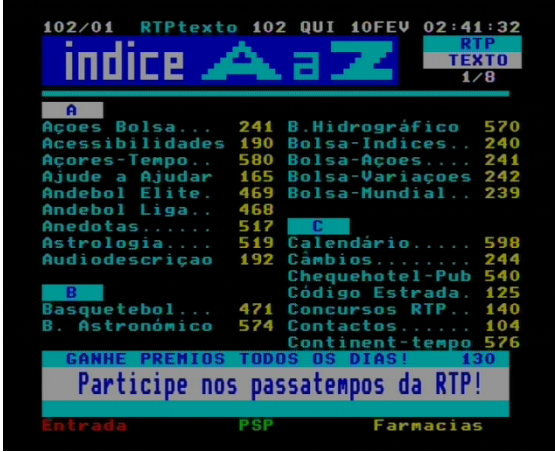 102/01 RTPtexto 102 QUI 10FEV 02:41:32
índice A a Z
RTP
TEXTO
1/8
A
Açoes Bolsa... 241
Acessibilidades 190
Açores-Tempo.. 580
Ajude a Ajudar 165
Andebol Elite. 469
Andebol Liga.. 468
Anedotas...... 517
Astrologia.... 519
Audiodescriçao 192
B
Basquetebol... 471
B. Astronómico 574
B.Hidrográfico 570
Bolsa-Indices.. 240
Bolsa-Açoes.... 241
Bolsa-Variaçoes 242
Bolsa-Mundial.. 239
C
Calendário..... 598
Câmbios........ 244
Chequehotel-Pub 540
Código Estrada. 125
Concursos RTP.. 140
Contactos...... 104
Continent-tempo 576
GANHE PREMIOS TODOS OS DIAS! 130
Participe nos passatempos da RTP!
Entrada PSP Farmacias